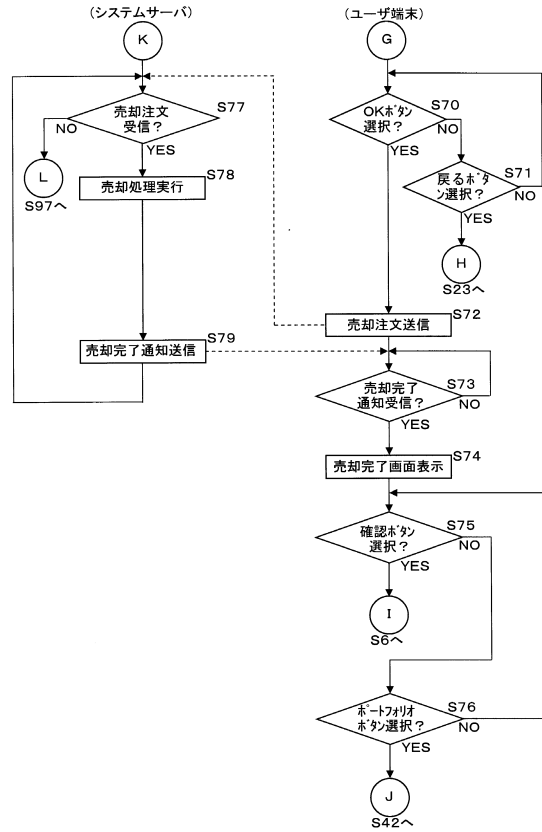 (システムサーバ)
K
売却注文
受信?
S77
NO
YES
L
S97へ
S78
売却処理実行
S79
売却完了通知送信
(ユーザ端末)
G
OKボタン
選択?
S70
NO
YES
戻るボタ
ン選択?
S71
NO
YES
H
S23へ
S72
売却注文送信
売却完了
通知受信?
S73
NO
YES
S74
売却完了画面表示
確認ボタン
選択?
S75
NO
YES
I
S6へ
ポートフォリオ
ボタン選択?
S76
NO
YES
J
S42へ